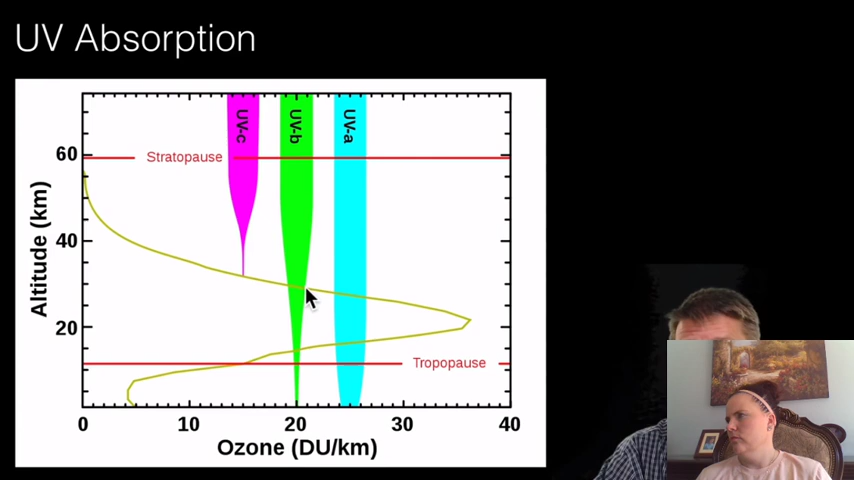 UV Absorption
UV-c
UV-b
UV-a
60
Stratopause
40
20
Tropopause
Altitude (km)
0
10
20
30
40
Ozone (DU/km)